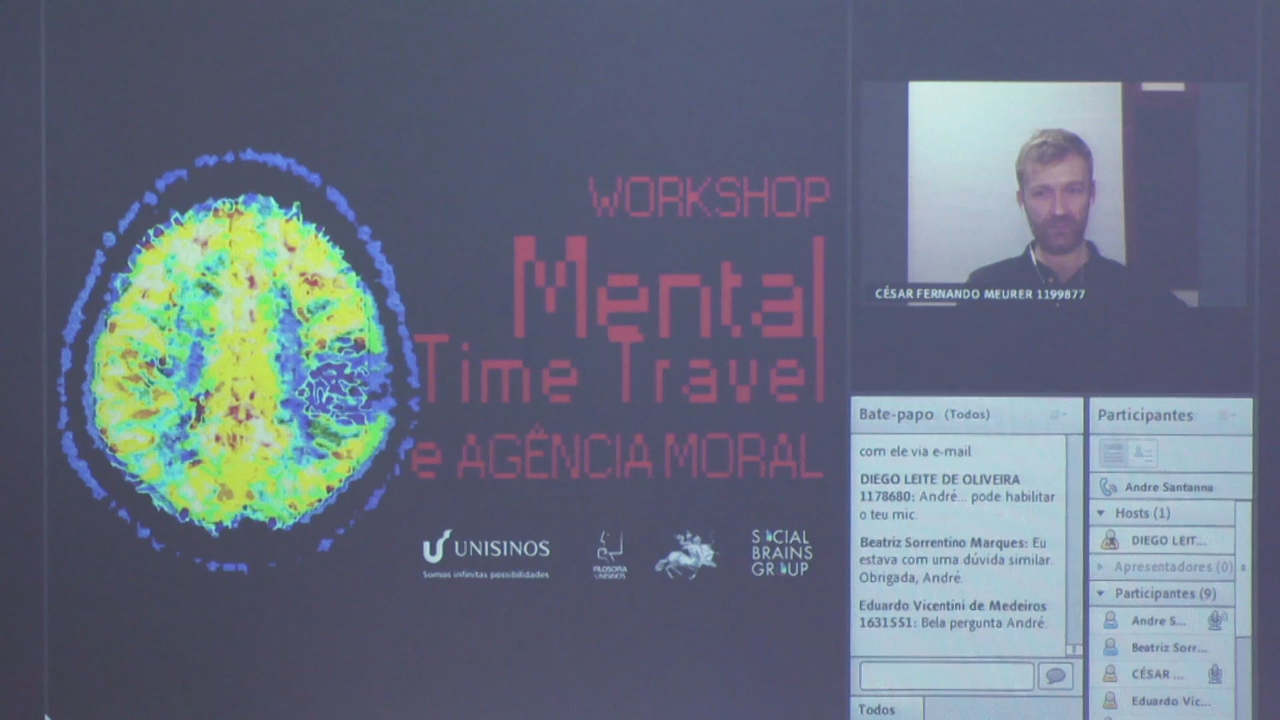 WORKSHOP
Mental
Time Travel
e AGÊNCIA MORAL
UNISINOS
Somos infinitas possibilidades
FILOSOFIA
UNISINOS
SOCIAL
BRAINS
GROUP
CÉSAR FERNANDO MEURER 1199877
Bate-papo (Todos)
com ele via e-mail
DIEGO LEITE DE OLIVEIRA
1178680: André... pode habilitar
o teu mic.
Beatriz Sorrentino Marques: Eu
estava com uma dúvida similar.
Obrigada, André.
Eduardo Vicentini de Medeiros
1631551: Bela pergunta André.
Todos
Participantes
Andre Santanna
Hosts (1)
DIEGO LEIT...
Apresentadores (0)
Participantes (9)
Andre S...
Beatriz Sorr...
CÉSAR ...
Eduardo Vic...